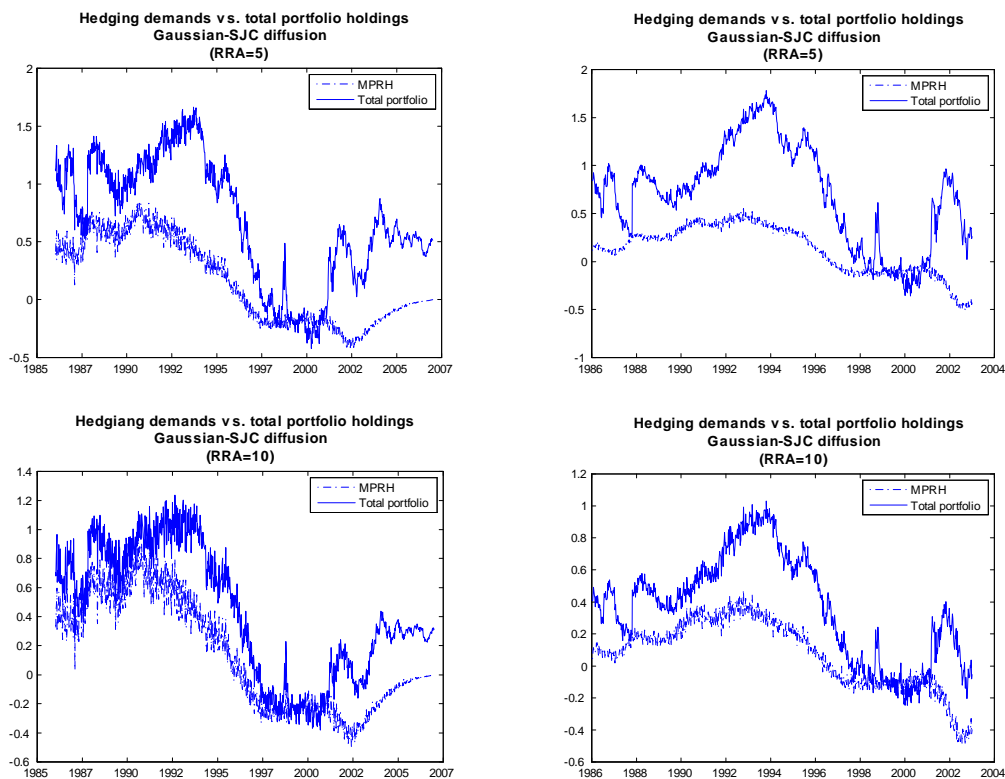 Hedging demands vs. total portfolio holdings
Gaussian-SJC diffusion
(RRA=5)
MPRH
Total portfolio
2
1.5
1
0.5
0
-0.5
1985 1987 1990 1992 1995 1997 2000 2002 2005 2007
Hedging demands vs. total portfolio holdings
Gaussian-SJC diffusion
(RRA=5)
MPRH
Total portfolio
2
1.5
1
0.5
0
-0.5
-1
1986 1988 1990 1992 1994 1996 1998 2000 2002 2004
Hedgiang demands vs. total portfolio holdings
Gaussian-SJC diffusion
(RRA=10)
MPRH
Total portfolio
1.4
1.2
1
0.8
0.6
0.4
0.2
0
-0.2
-0.4
-0.6
1985 1987 1990 1992 1995 1997 2000 2002 2005 2007
Hedging demands vs. total portfolio holdings
Gaussian-SJC diffusion
(RRA=10)
MPRH
Total portfolio
1.2
1
0.8
0.6
0.4
0.2
0
-0.2
-0.4
-0.6
1986 1988 1990 1992 1994 1996 1998 2000 2002 2004